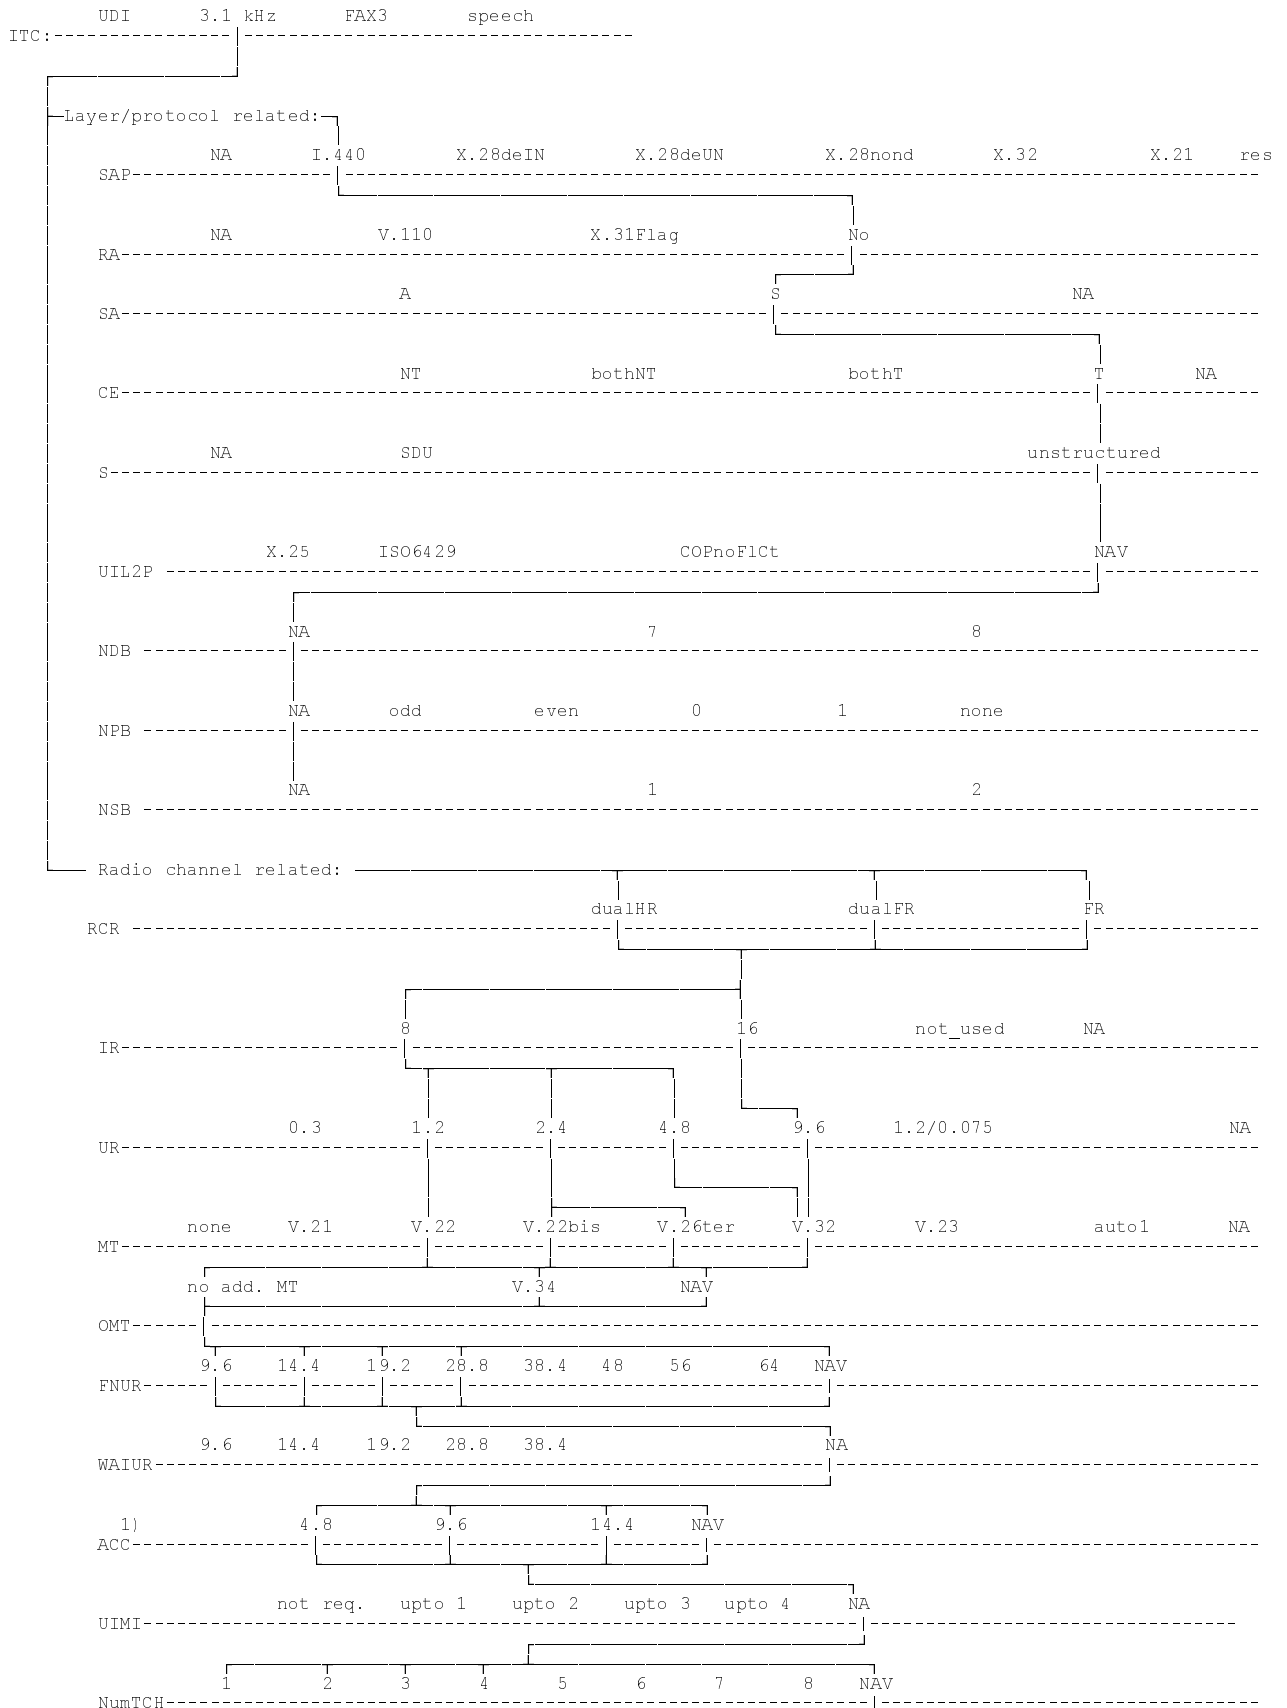 UDI 3.1 kHz FAX3 speech
ITC:
Layer/protocol related:
NA I.440 X.28deIN X.28deUN X.28nond X.32 X.21 res
SAP
NA V.110 X.31Flag No
RA
A S NA
SA
NT bothNT bothT T NA
CE
NA SDU unstructured
S
X.25 ISO6429 COPnoFlCt NAV
UIL2P
NA 7 8
NDB
NA odd even 0 1 none
NPB
NA 1 2
NSB
Radio channel related:
dualHR dualFR FR
RCR
8 16 not_used NA
IR
0.3 1.2 2.4 4.8 9.6 1.2/0.075 NA
UR
none V.21 V.22 V.22bis V.26ter V.32 V.23 auto1 NA
MT
no add. MT V.34 NAV
OMT
9.6 14.4 19.2 28.8 38.4 48 56 64 NAV
FNUR
9.6 14.4 19.2 28.8 38.4 NA
WAIUR
1) 4.8 9.6 14.4 NAV
ACC
not req. upto 1 upto 2 upto 3 upto 4 NA
UIMI
1 2 3 4 5 6 7 8 NAV
NumTCH